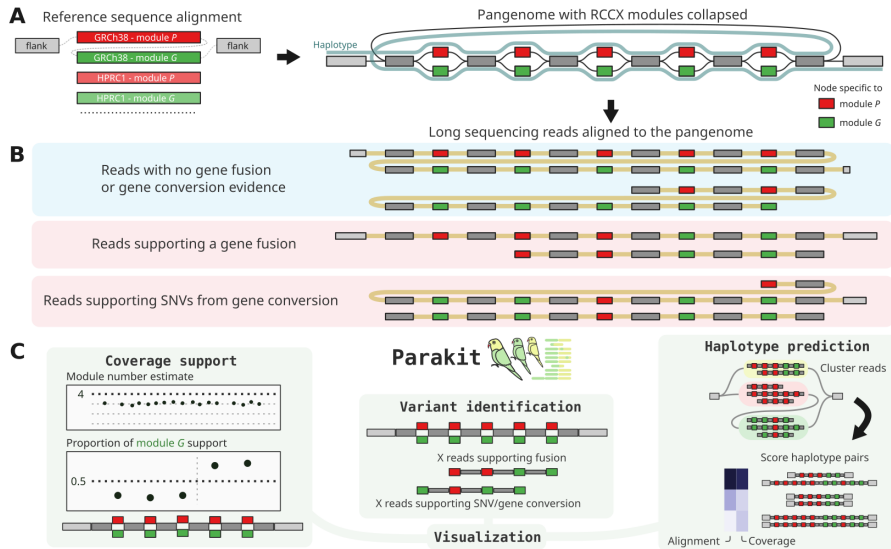 A
Reference sequence alignment
Pangenome with RCCX modules collapsed
flank
GRCh38 - module P
flank
GRCh38 - module G
HPRC1 - module P
HPRC1 - module G
Haplotype
Node specific to
module P
module G
Long sequencing reads aligned to the pangenome
B
Reads with no gene fusion
or gene conversion evidence
Reads supporting a gene fusion
Reads supporting SNVs from gene conversion
C
Coverage support
Module number estimate
4
Proportion of module G support
0.5
Parakit
Variant identification
X reads supporting fusion
X reads supporting SNV/gene conversion
Visualization
Haplotype prediction
Cluster reads
Score haplotype pairs
Alignment
Coverage